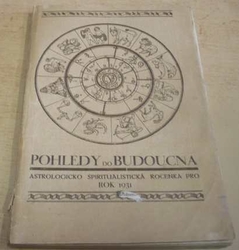 POHLEDY DO BUDOUCNA
ASTROLOGICKO SPIRITUALISTICKÁ ROČENKA PRO
ROK 1931